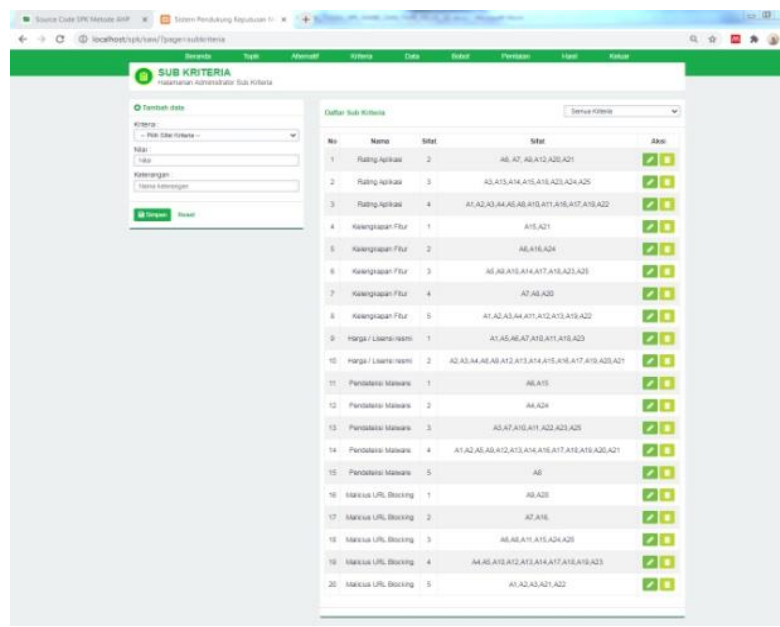 Source Code SPK Metode AHP
Sistem Pendukung Keputusan
localhost/spk/saw/?page=subkriteria
Beranda Topik Alternatif Kriteria Data Bobot Penilaian Hasil Keluar
SUB KRITERIA
Halamanan Administrator Sub Kriteria
Tambah data
Kriteria :
Nilai :
Nilai
Keterangan :
Nama keterangan
Simpan Reset
Daftar Sub Kriteria
Semua Kriteria
No Nama Sifat Sifat Aksi
1 Rating Aplikasi 2 A6, A7, A9,A12,A20,A21
2 Rating Aplikasi 3 A3,A13,A14,A15,A18,A23,A24,A25
3 Rating Aplikasi 4 A1,A2,A3,A4,A5,A8,A10,A11,A16,A17,A19,A22
4 Kelengkapan Fitur 1 A15,A21
5 Kelengkapan Fitur 2 A6,A16,A24
6 Kelengkapan Fitur 3 A5,A9,A10,A14,A17,A18,A23,A25
7 Kelengkapan Fitur 4 A7,A8,A20
8 Kelengkapan Fitur 5 A1,A2,A3,A4,A11,A12,A13,A19,A22
9 Harga / Lisensi resmi 1 A1,A5,A6,A7,A10,A11,A18,A23
10 Harga / Lisensi resmi 2 A2,A3,A4,A8,A9,A12,A13,A14,A15,A16,A17,A19,A20,A21
11 Pendeteksi Malware 1 A6,A15
12 Pendeteksi Malware 2 A4,A24
13 Pendeteksi Malware 3 A3,A7,A10,A11,A22,A23,A25
14 Pendeteksi Malware 4 A1,A2,A5,A9,A12,A13,A14,A16,A17,A18,A19,A20,A21
15 Pendeteksi Malware 5 A8
16 Malicius URL Blocking 1 A9,A20
17 Malicius URL Blocking 2 A7,A16,
18 Malicius URL Blocking 3 A6,A8,A11,A15,A24,A25
19 Malicius URL Blocking 4 A4,A5,A10,A12,A13,A14,A17,A18,A19,A23
20 Malicius URL Blocking 5 A1,A2,A3,A21,A22